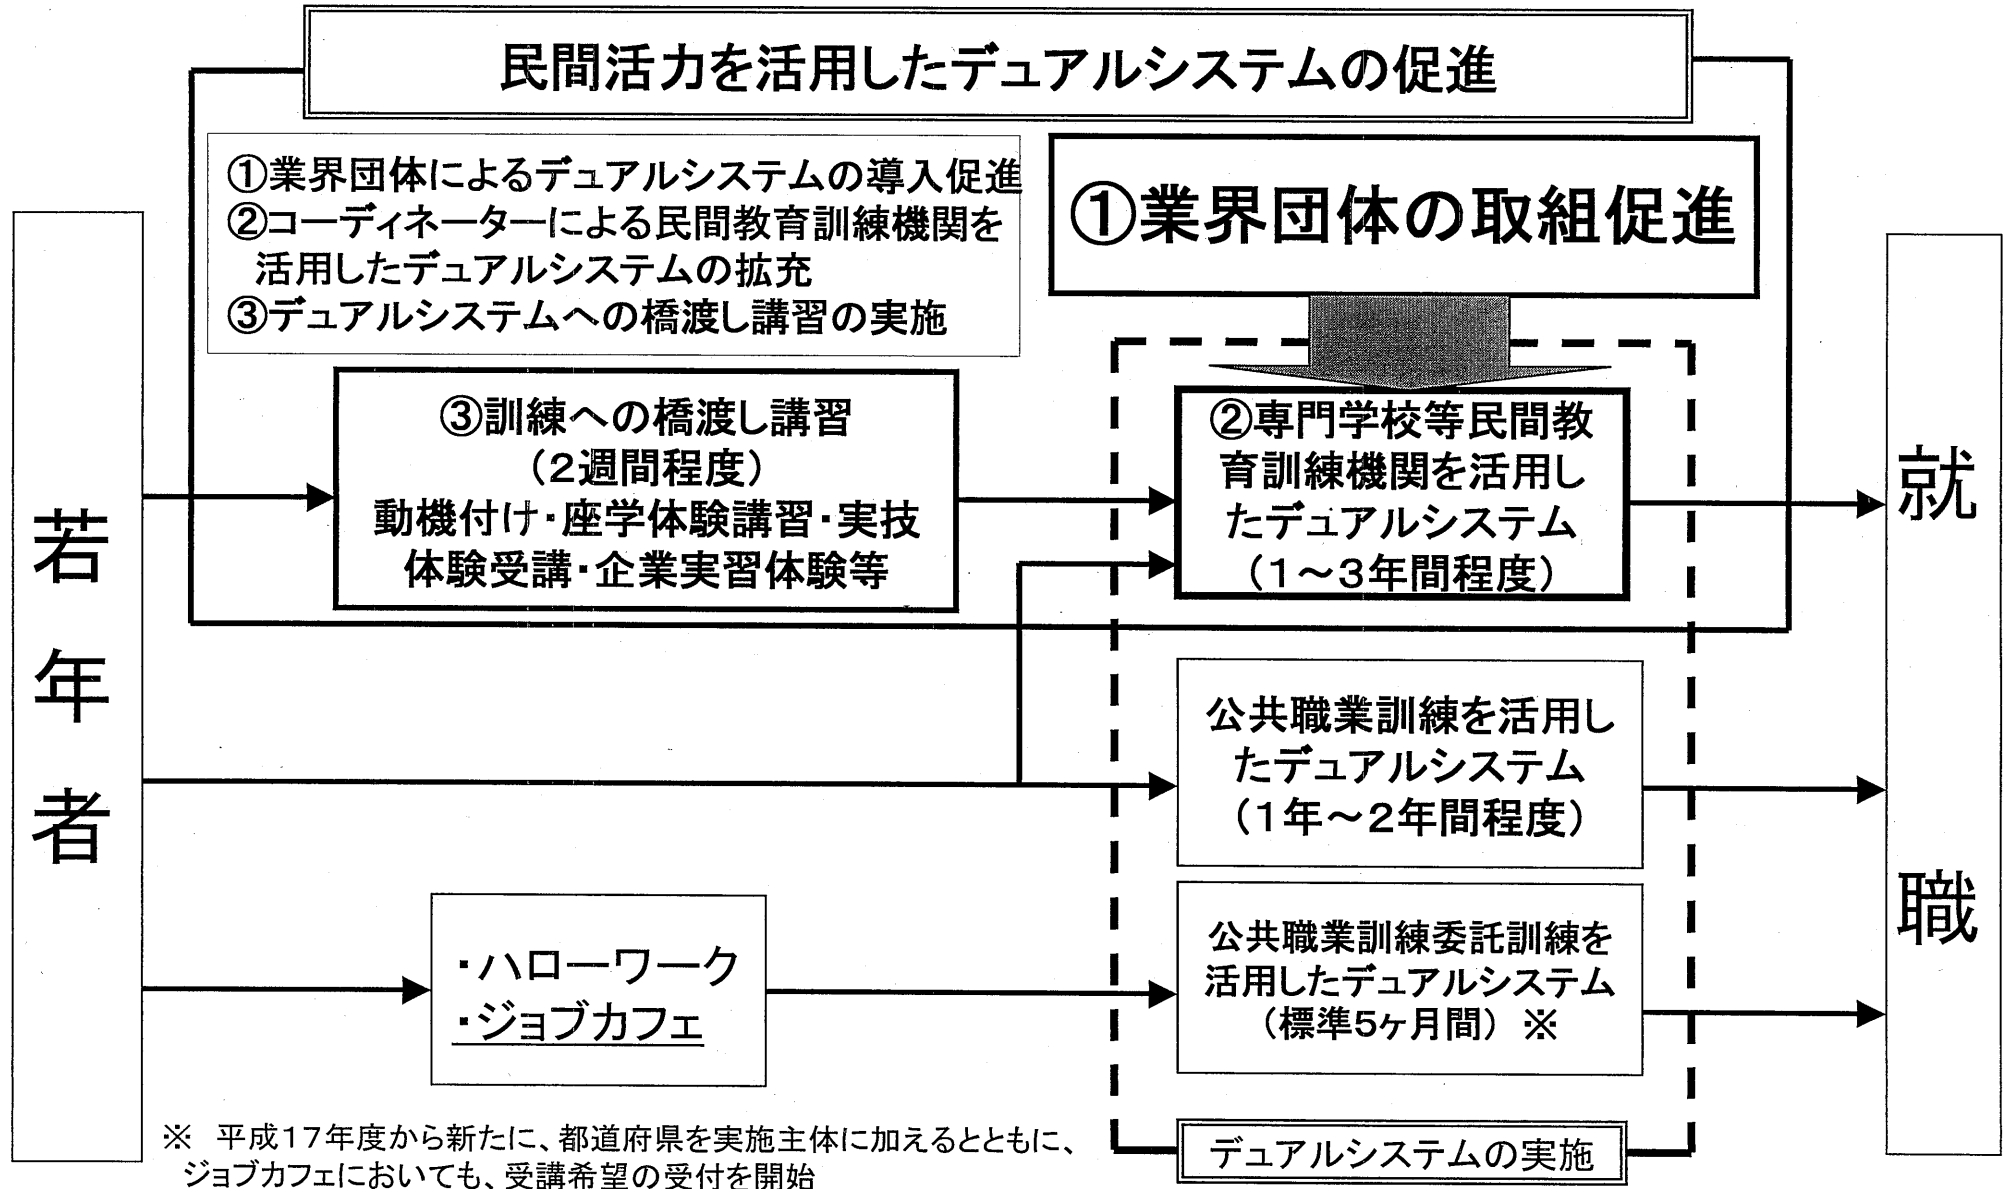 民間活力を活用したデュアルシステムの促進
①業界団体によるデュアルシステムの導入促進
②コーディネーターによる民間教育訓練機関を
活用したデュアルシステムの拡充
③デュアルシステムへの橋渡し講習の実施
①業界団体の取組促進
若年者
③訓練への橋渡し講習
(2週間程度)
動機付け・座学体験講習・実技
体験受講・企業実習体験等
②専門学校等民間教
育訓練機関を活用し
たデュアルシステム
(1～3年間程度)
公共職業訓練を活用し
たデュアルシステム
(1年～2年間程度)
・ハローワーク
・ジョブカフェ
公共職業訓練委託訓練を
活用したデュアルシステム
(標準5ヶ月間) ※
就職
デュアルシステムの実施
※ 平成17年度から新たに、都道府県を実施主体に加えるとともに、
ジョブカフェにおいても、受講希望の受付を開始